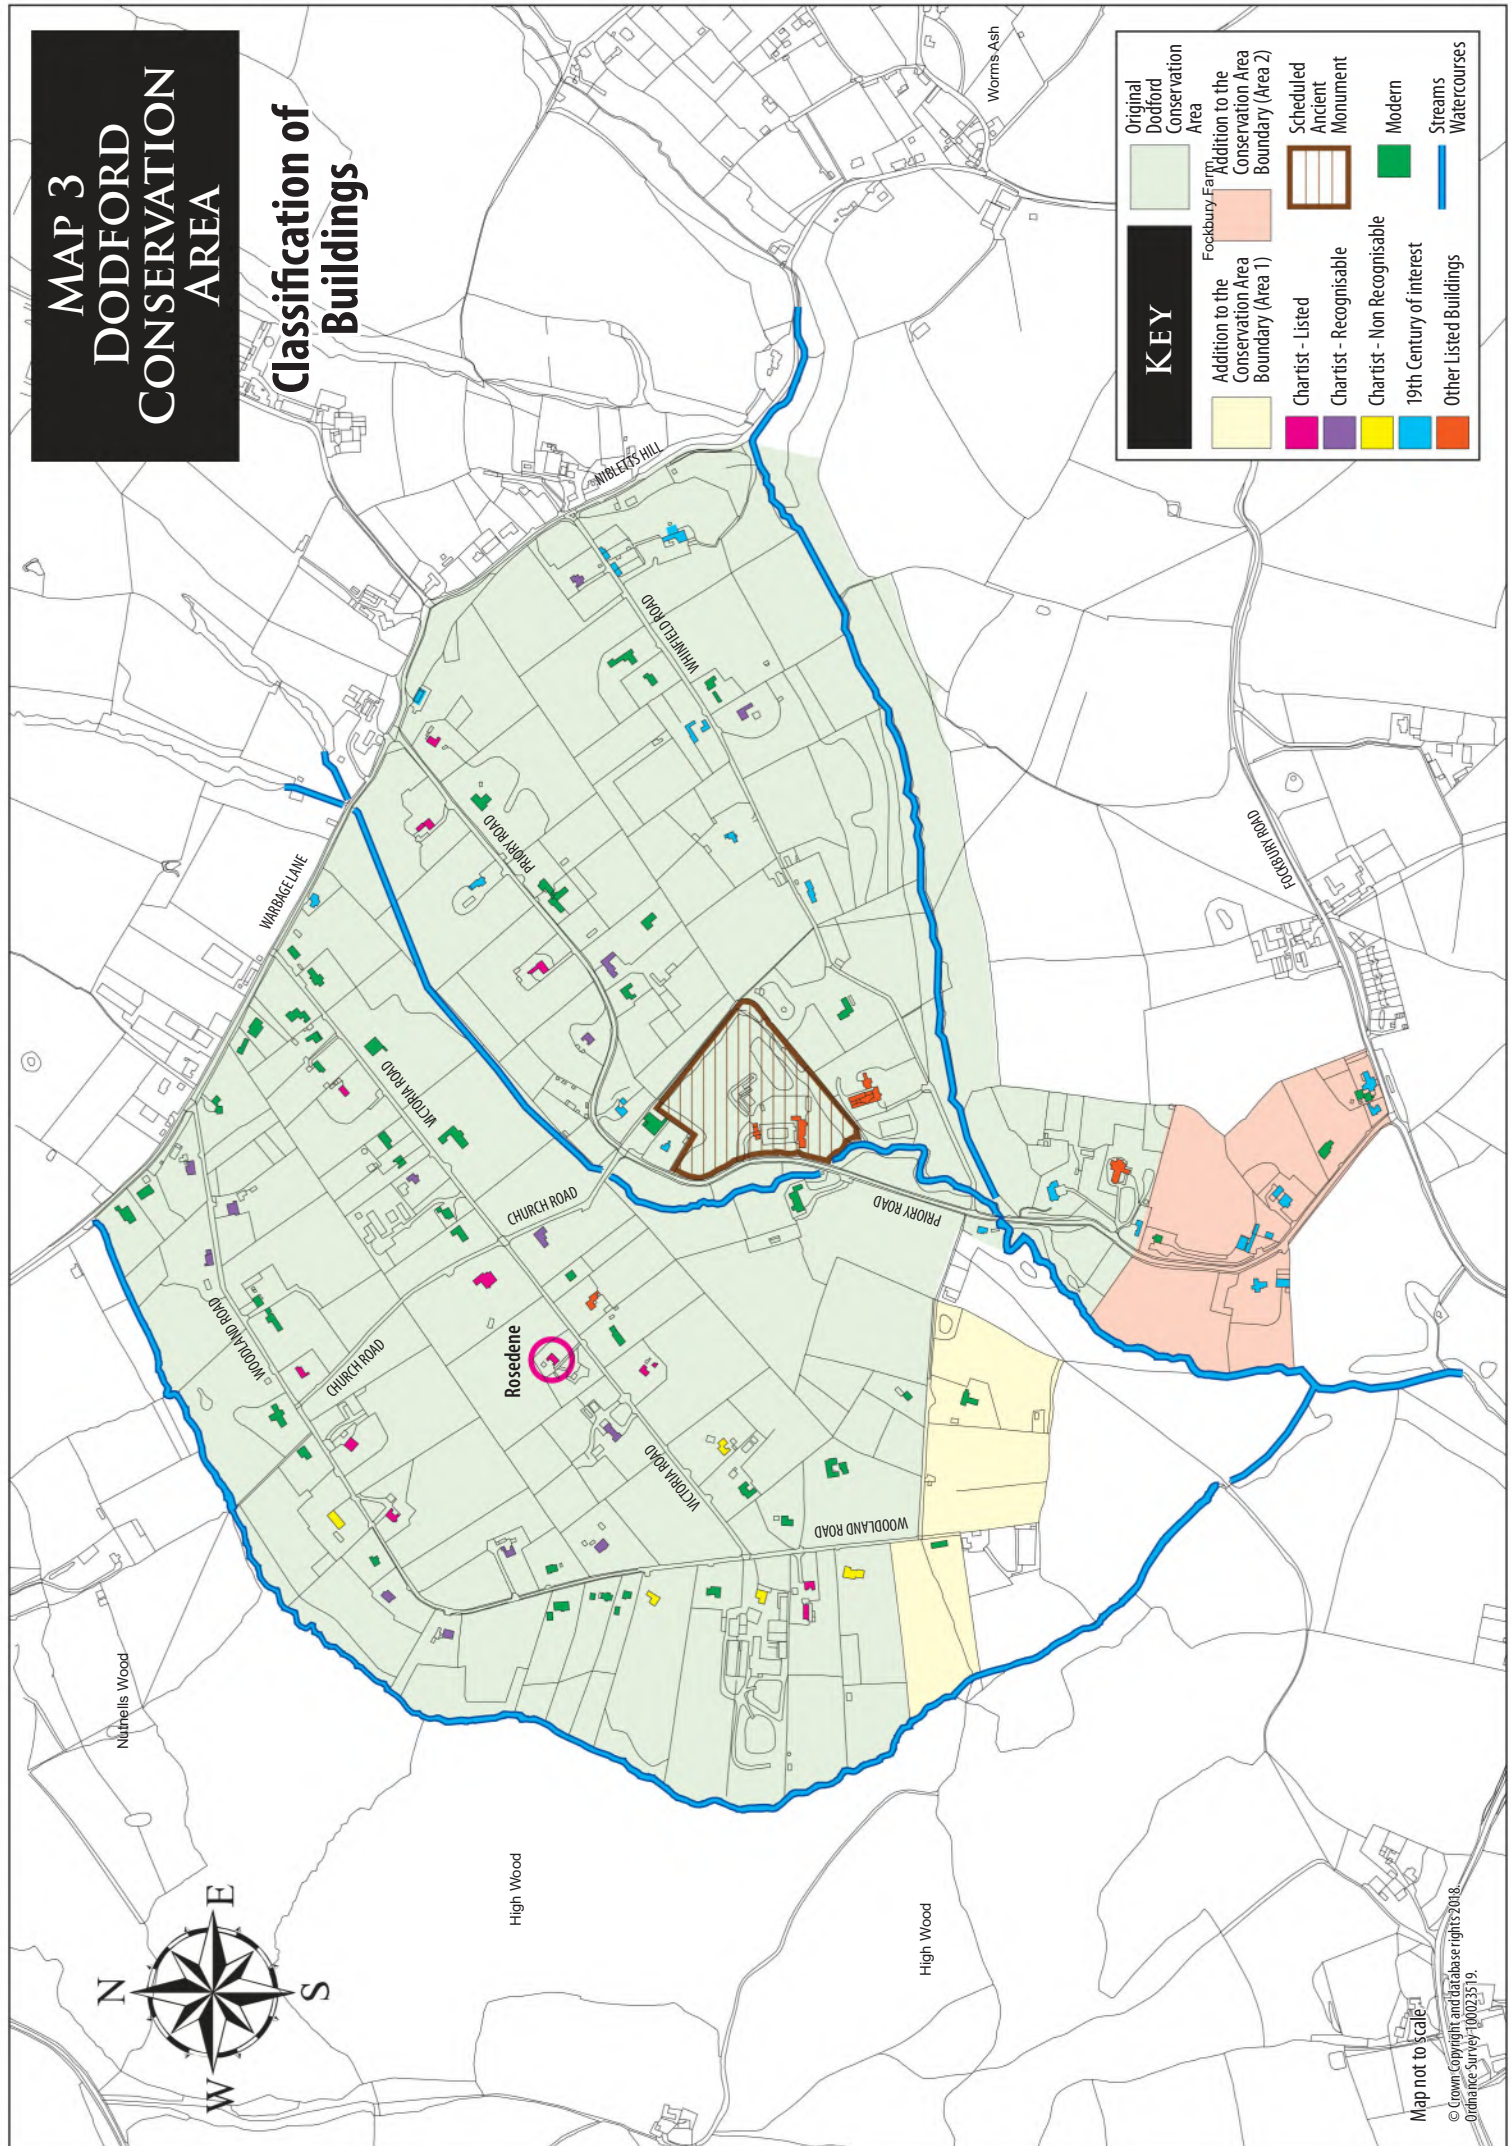 MAP 3
DODFORD
CONSERVATION
AREA
Classification of
Buildings
N
E
S
W
Nutnells Wood
High Wood
High Wood
Worms Ash
WARBAGE LANE
NIBLETTS HILL
WHINFIELD ROAD
PRIORY ROAD
VICTORIA ROAD
CHURCH ROAD
WOODLAND ROAD
CHURCH ROAD
Rosedene
VICTORIA ROAD
WOODLAND ROAD
PRIORY ROAD
FOCKBURY ROAD
Fockbury Farm
KEY
Original
Dodford
Conservation
Area
Addition to the
Conservation Area
Boundary (Area 1)
Addition to the
Conservation Area
Boundary (Area 2)
Chartist - Listed
Chartist - Recognisable
Chartist - Non Recognisable
19th Century of interest
Other Listed Buildings
Scheduled
Ancient
Monument
Modern
Streams
Watercourses
Map not to scale.
© Crown Copyright and database rights 2018.
Ordnance Survey 100023519.